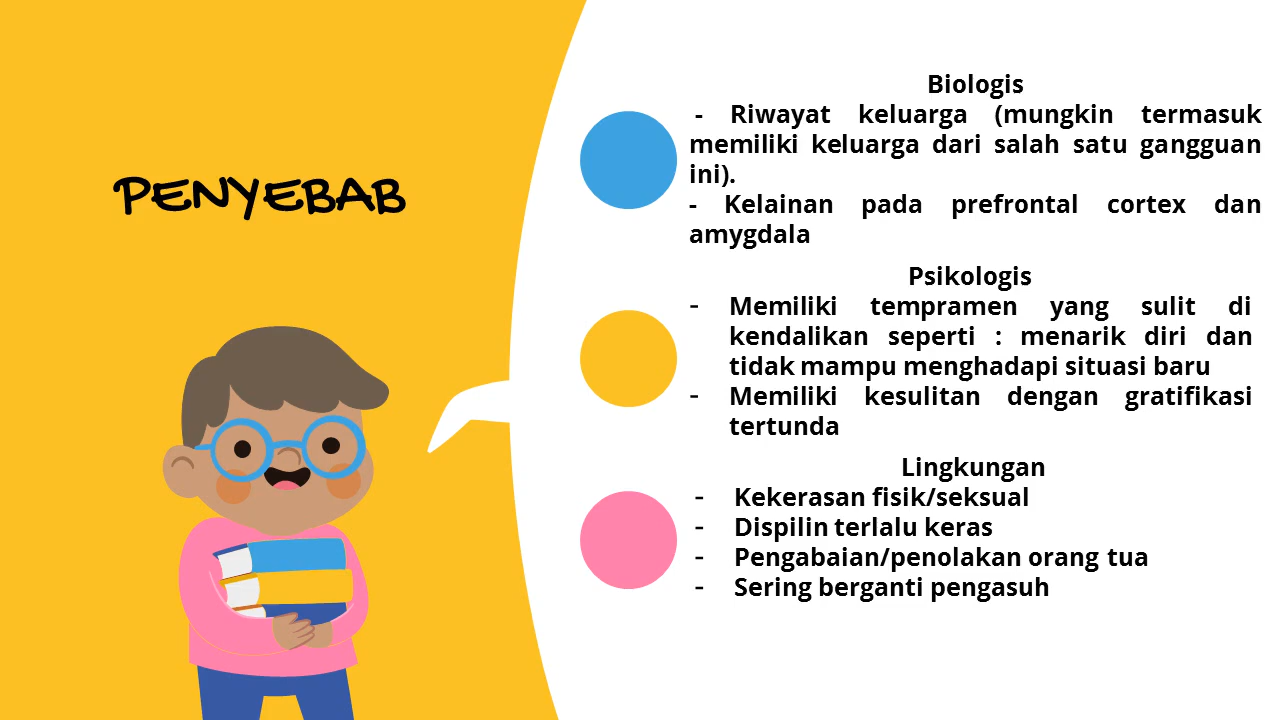 PENYEBAB
Biologis
- Riwayat keluarga (mungkin termasuk
memiliki keluarga dari salah satu gangguan
ini).
- Kelainan pada prefrontal cortex dan
amygdala
Psikologis
- Memiliki tempramen yang sulit di
kendalikan seperti : menarik diri dan
tidak mampu menghadapi situasi baru
- Memiliki kesulitan dengan gratifikasi
tertunda
Lingkungan
- Kekerasan fisik/seksual
- Dispilin terlalu keras
- Pengabaian/penolakan orang tua
- Sering berganti pengasuh